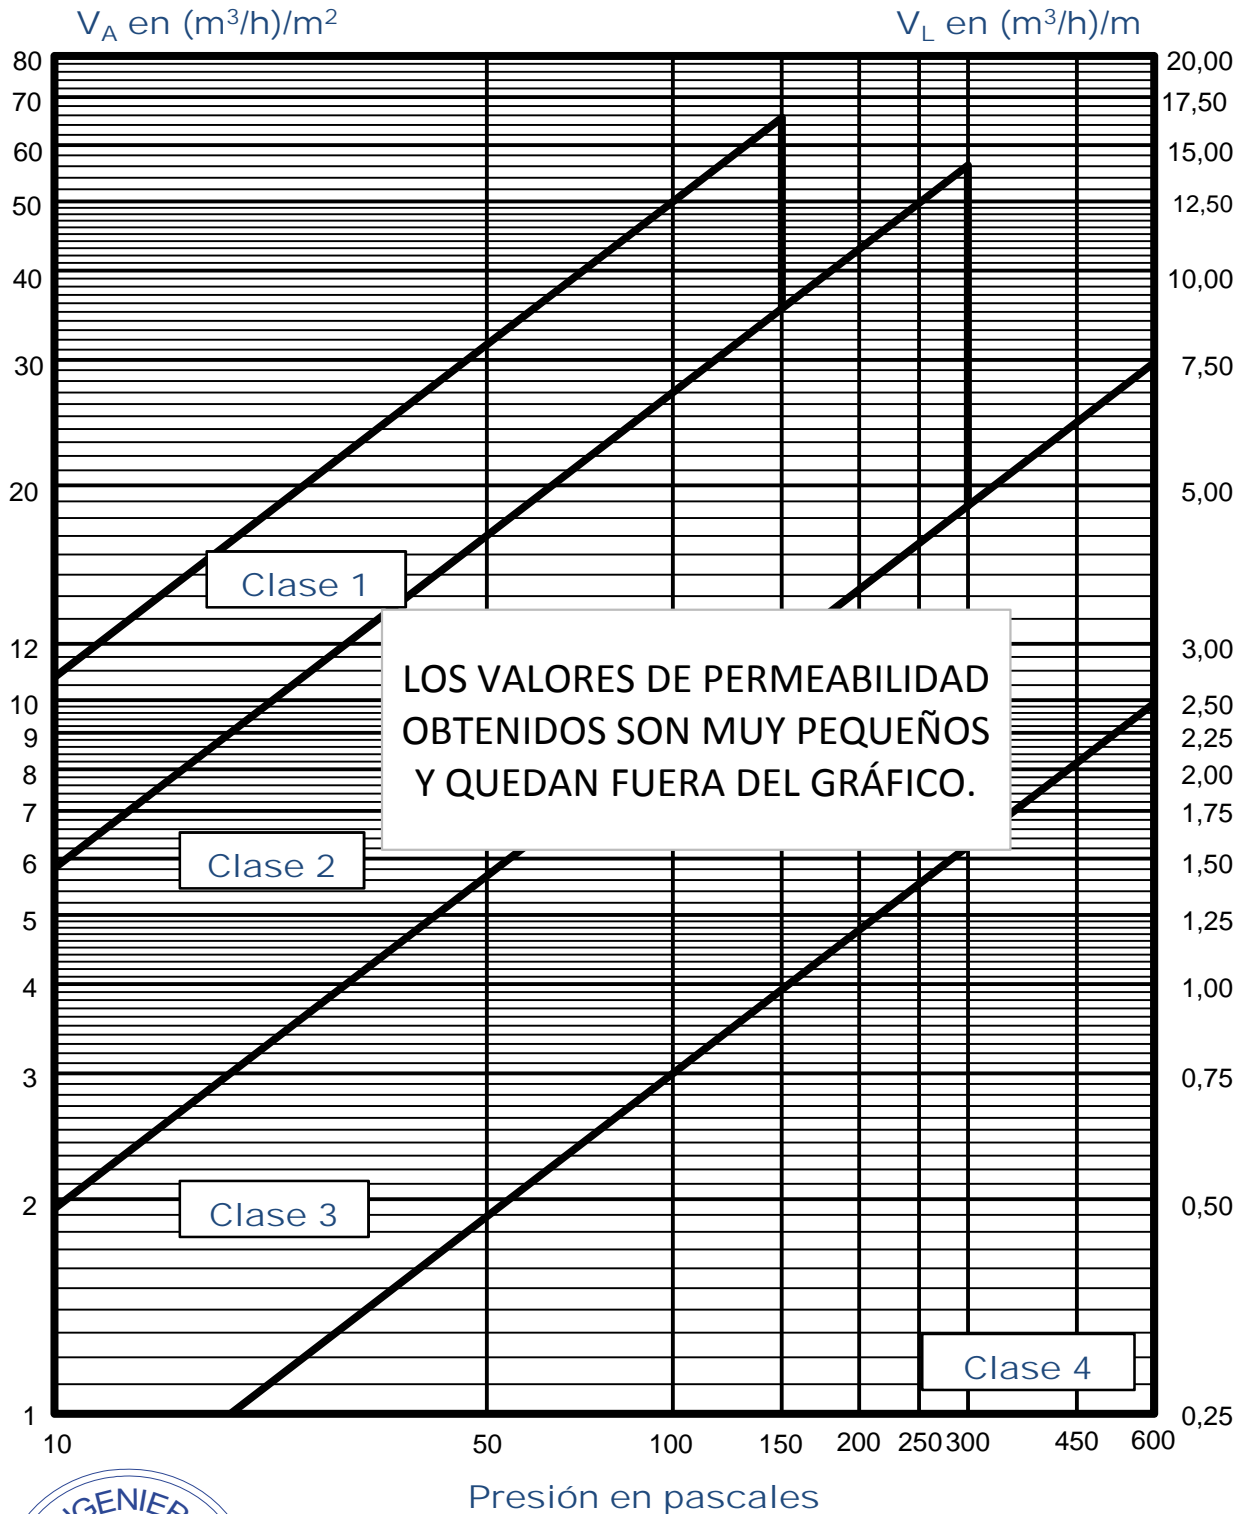 V_A en (m³/h)/m² V_L en (m³/h)/m
80 20,00
70 17,50
60 15,00
50 12,50
40 10,00
30 7,50
20 5,00
Clase 1
12 3,00
LOS VALORES DE PERMEABILIDAD
OBTENIDOS SON MUY PEQUEÑOS
Y QUEDAN FUERA DEL GRÁFICO.
10 2,50
9 2,25
8 2,00
7 1,75
6 Clase 2 1,50
5 1,25
4 1,00
3 0,75
2 Clase 3 0,50
Clase 4
1 0,25
10 50 100 150 200 250 300 450 600
Presión en pascales